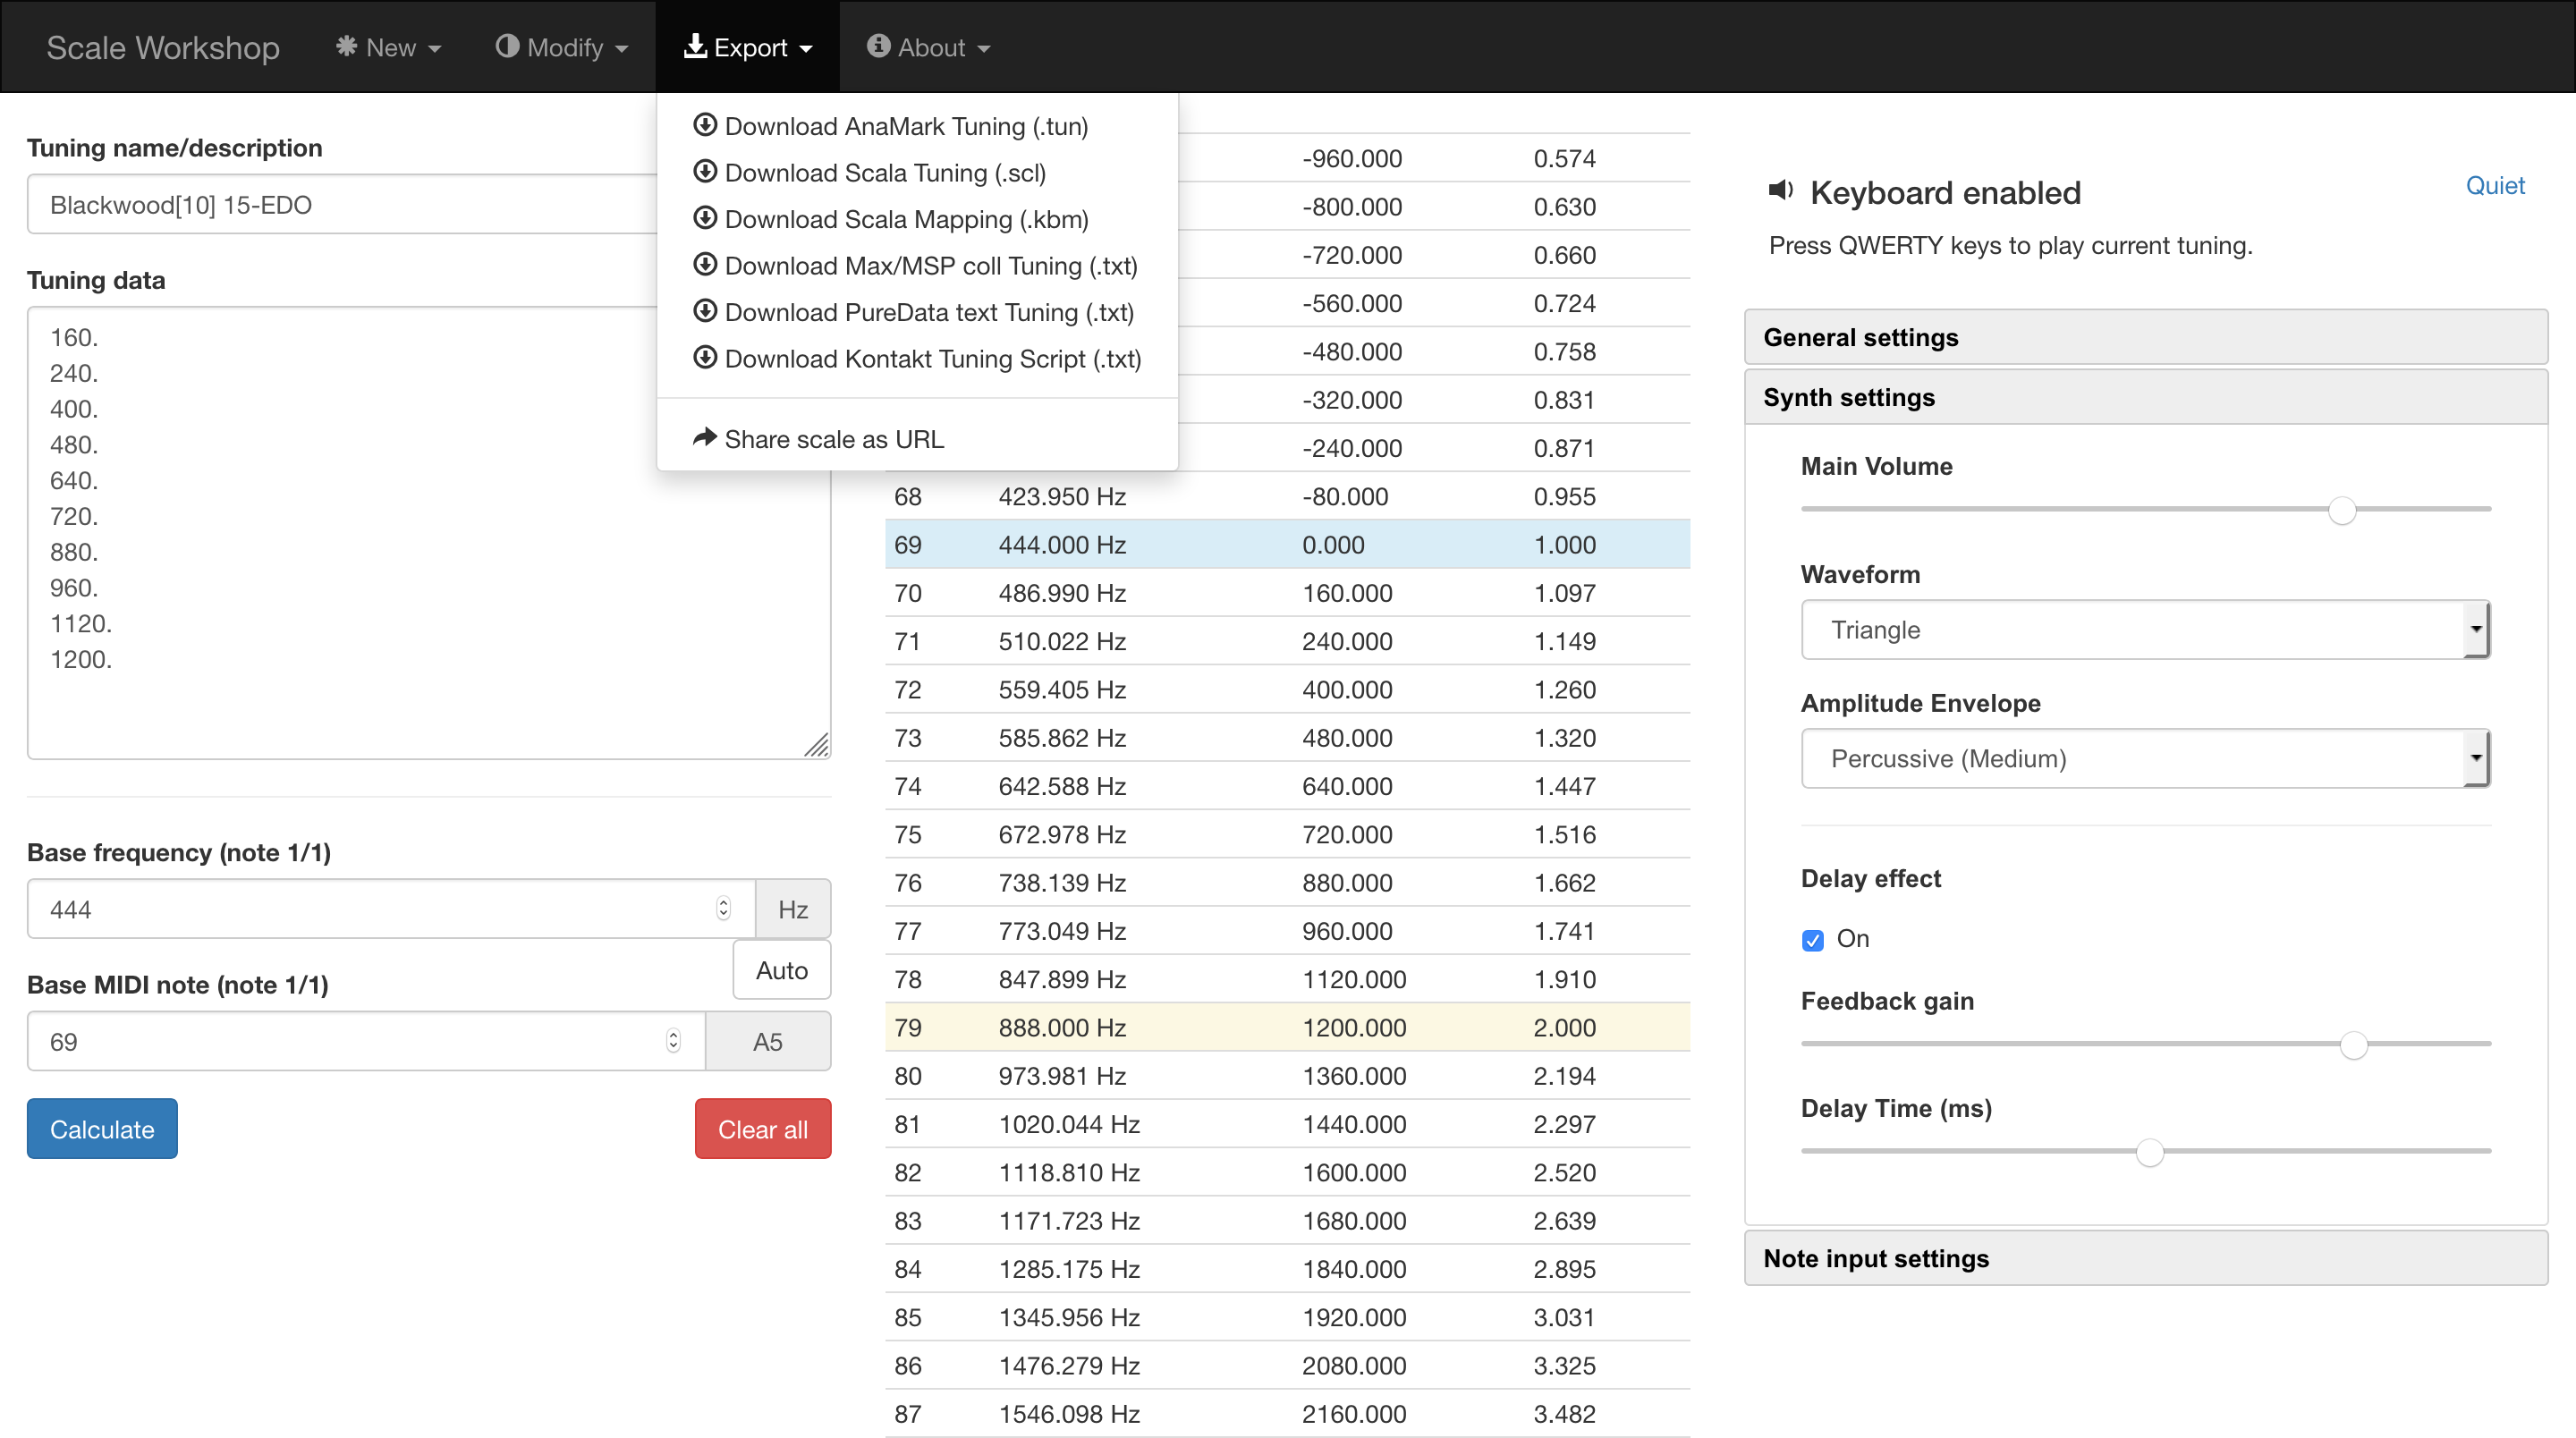 Scale Workshop New Modify Export About
Tuning name/description
Blackwood[10] 15-EDO
Tuning data
160.
240.
400.
480.
640.
720.
880.
960.
1120.
1200.
Base frequency (note 1/1)
444 Hz
Auto
Base MIDI note (note 1/1)
69 A5
Calculate Clear all
Download AnaMark Tuning (.tun)
Download Scala Tuning (.scl)
Download Scala Mapping (.kbm)
Download Max/MSP coll Tuning (.txt)
Download PureData text Tuning (.txt)
Download Kontakt Tuning Script (.txt)
Share scale as URL
-960.000 0.574
-800.000 0.630
-720.000 0.660
-560.000 0.724
-480.000 0.758
-320.000 0.831
-240.000 0.871
68 423.950 Hz -80.000 0.955
69 444.000 Hz 0.000 1.000
70 486.990 Hz 160.000 1.097
71 510.022 Hz 240.000 1.149
72 559.405 Hz 400.000 1.260
73 585.862 Hz 480.000 1.320
74 642.588 Hz 640.000 1.447
75 672.978 Hz 720.000 1.516
76 738.139 Hz 880.000 1.662
77 773.049 Hz 960.000 1.741
78 847.899 Hz 1120.000 1.910
79 888.000 Hz 1200.000 2.000
80 973.981 Hz 1360.000 2.194
81 1020.044 Hz 1440.000 2.297
82 1118.810 Hz 1600.000 2.520
83 1171.723 Hz 1680.000 2.639
84 1285.175 Hz 1840.000 2.895
85 1345.956 Hz 1920.000 3.031
86 1476.279 Hz 2080.000 3.325
87 1546.098 Hz 2160.000 3.482
Keyboard enabled Quiet
Press QWERTY keys to play current tuning.
General settings
Synth settings
Main Volume
Waveform
Triangle
Amplitude Envelope
Percussive (Medium)
Delay effect
On
Feedback gain
Delay Time (ms)
Note input settings